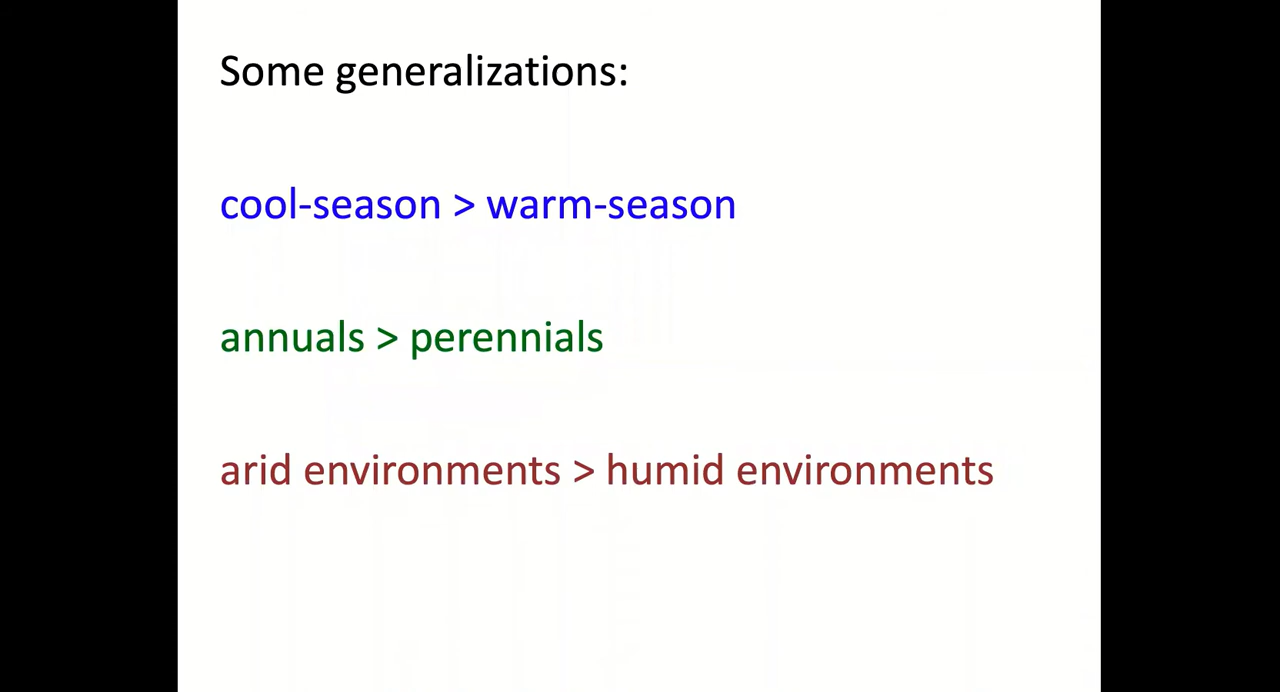 Some generalizations:
cool-season > warm-season
annuals > perennials
arid environments > humid environments